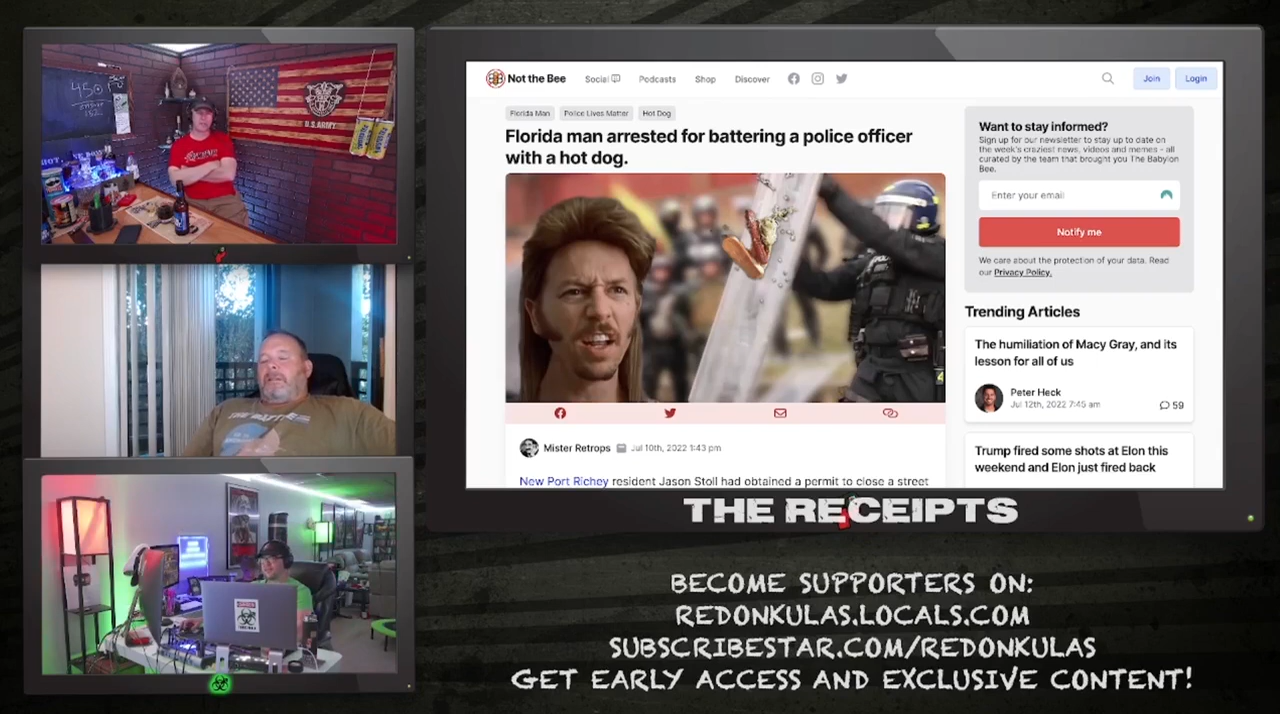 450
U.S. ARMY
THE BATTLE
Not the Bee
Social
Podcasts
Shop
Discover
Join
Login
Florida Man
Police Lives Matter
Hot Dog
Florida man arrested for battering a police officer
with a hot dog.
Mister Retrops
Jul 10th, 2022 1:43 pm
New Port Richey resident Jason Stoll had obtained a permit to close a street
Want to stay informed?
Sign up for our newsletter to stay up to date on
the week's craziest news, videos and memes - all
curated by the team that brought you The Babylon
Bee.
Enter your email
Notify me
We care about the protection of your data. Read
our Privacy Policy.
Trending Articles
The humiliation of Macy Gray, and its
lesson for all of us
Peter Heck
Jul 12th, 2022 7:45 am
59
Trump fired some shots at Elon this
weekend and Elon just fired back
THE RECEIPTS
BECOME SUPPORTERS ON:
REDONKULAS.LOCALS.COM
SUBSCRIBESTAR.COM/REDONKULAS
GET EARLY ACCESS AND EXCLUSIVE CONTENT!